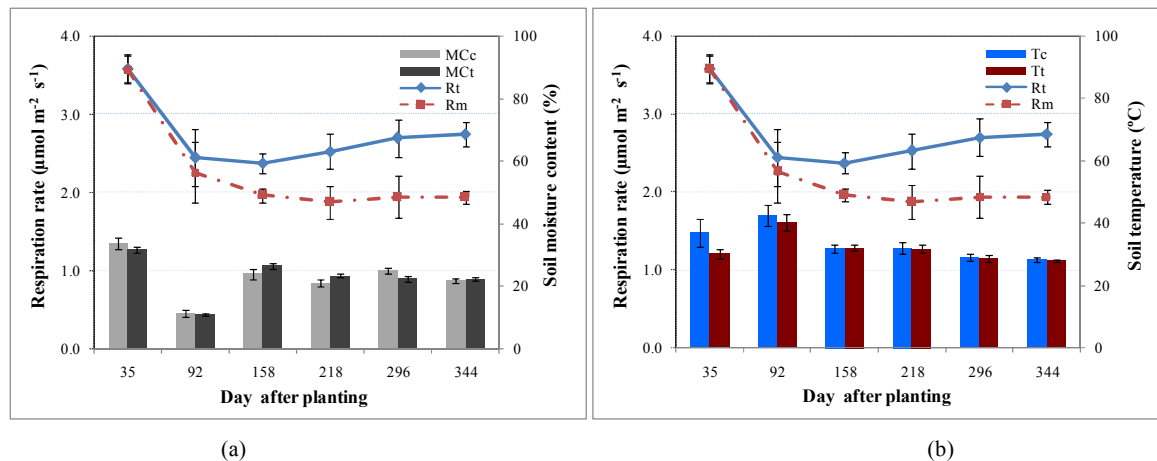 4.0
3.0
2.0
1.0
0.0
Respiration rate (µmol m⁻² s⁻¹)
MCc
MCt
Rt
Rm
100
80
60
40
20
0
Soil moisture content (%)
35 92 158 218 296 344
Day after planting
(a)
4.0
3.0
2.0
1.0
0.0
Respiration rate (µmol m⁻² s⁻¹)
Tc
Tt
Rt
Rm
100
80
60
40
20
0
Soil temperature (ºC)
35 92 158 218 296 344
Day after planting
(b)